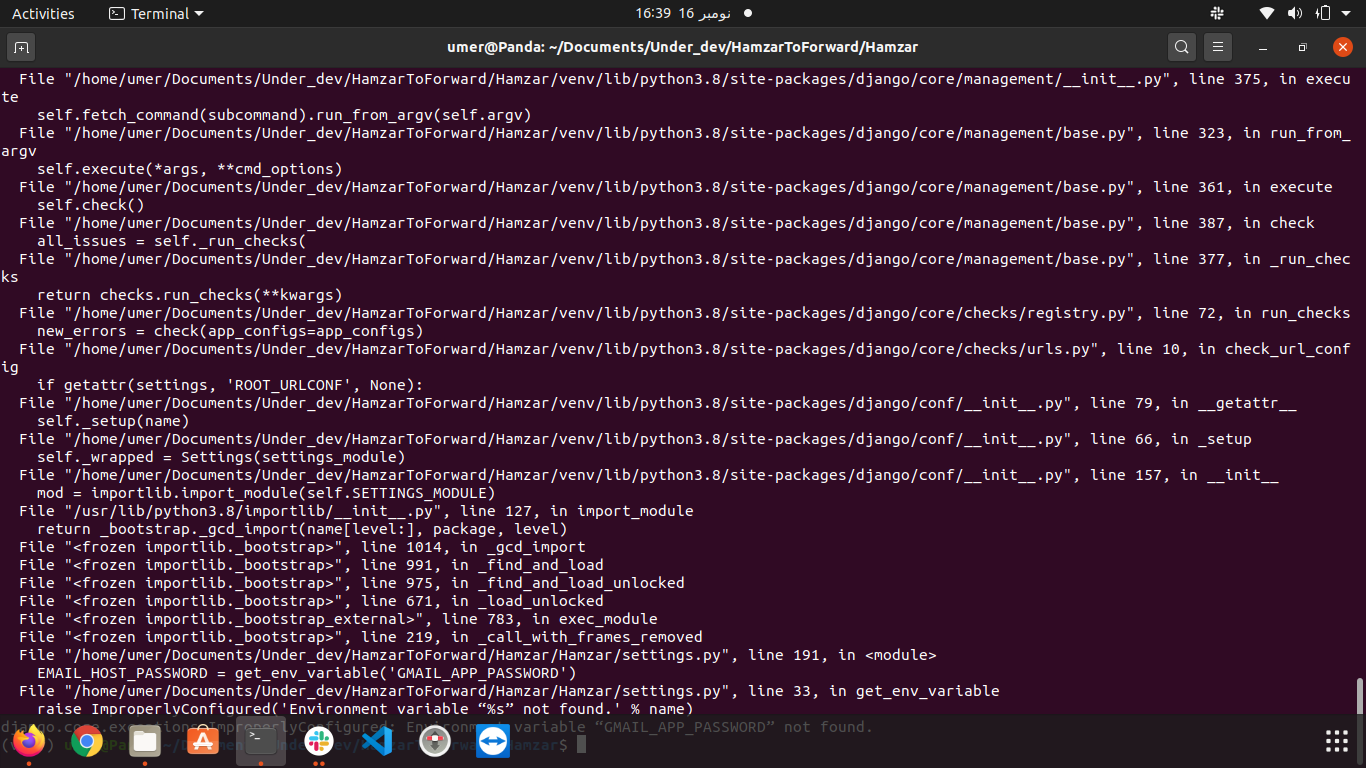 Activities
Terminal
16:39 16 نومبر
umer@Panda: ~/Documents/Under_dev/HamzarToForward/Hamzar
  File "/home/umer/Documents/Under_dev/HamzarToForward/Hamzar/venv/lib/python3.8/site-packages/django/core/management/__init__.py", line 375, in execu
te
    self.fetch_command(subcommand).run_from_argv(self.argv)
  File "/home/umer/Documents/Under_dev/HamzarToForward/Hamzar/venv/lib/python3.8/site-packages/django/core/management/base.py", line 323, in run_from_
argv
    self.execute(*args, **cmd_options)
  File "/home/umer/Documents/Under_dev/HamzarToForward/Hamzar/venv/lib/python3.8/site-packages/django/core/management/base.py", line 361, in execute
    self.check()
  File "/home/umer/Documents/Under_dev/HamzarToForward/Hamzar/venv/lib/python3.8/site-packages/django/core/management/base.py", line 387, in check
    all_issues = self._run_checks(
  File "/home/umer/Documents/Under_dev/HamzarToForward/Hamzar/venv/lib/python3.8/site-packages/django/core/management/base.py", line 377, in _run_chec
ks
    return checks.run_checks(**kwargs)
  File "/home/umer/Documents/Under_dev/HamzarToForward/Hamzar/venv/lib/python3.8/site-packages/django/core/checks/registry.py", line 72, in run_checks
    new_errors = check(app_configs=app_configs)
  File "/home/umer/Documents/Under_dev/HamzarToForward/Hamzar/venv/lib/python3.8/site-packages/django/core/checks/urls.py", line 10, in check_url_conf
ig
    if getattr(settings, 'ROOT_URLCONF', None):
  File "/home/umer/Documents/Under_dev/HamzarToForward/Hamzar/venv/lib/python3.8/site-packages/django/conf/__init__.py", line 79, in __getattr__
    self._setup(name)
  File "/home/umer/Documents/Under_dev/HamzarToForward/Hamzar/venv/lib/python3.8/site-packages/django/conf/__init__.py", line 66, in _setup
    self._wrapped = Settings(settings_module)
  File "/home/umer/Documents/Under_dev/HamzarToForward/Hamzar/venv/lib/python3.8/site-packages/django/conf/__init__.py", line 157, in __init__
    mod = importlib.import_module(self.SETTINGS_MODULE)
  File "/usr/lib/python3.8/importlib/__init__.py", line 127, in import_module
    return _bootstrap._gcd_import(name[level:], package, level)
  File "<frozen importlib._bootstrap>", line 1014, in _gcd_import
  File "<frozen importlib._bootstrap>", line 991, in _find_and_load
  File "<frozen importlib._bootstrap>", line 975, in _find_and_load_unlocked
  File "<frozen importlib._bootstrap>", line 671, in _load_unlocked
  File "<frozen importlib._bootstrap_external>", line 783, in exec_module
  File "<frozen importlib._bootstrap>", line 219, in _call_with_frames_removed
  File "/home/umer/Documents/Under_dev/HamzarToForward/Hamzar/Hamzar/settings.py", line 191, in <module>
    EMAIL_HOST_PASSWORD = get_env_variable('GMAIL_APP_PASSWORD')
  File "/home/umer/Documents/Under_dev/HamzarToForward/Hamzar/Hamzar/settings.py", line 33, in get_env_variable
    raise ImproperlyConfigured('Environment variable “%s” not found.' % name)
django.core.exceptions.ImproperlyConfigured: Environment variable “GMAIL_APP_PASSWORD” not found.